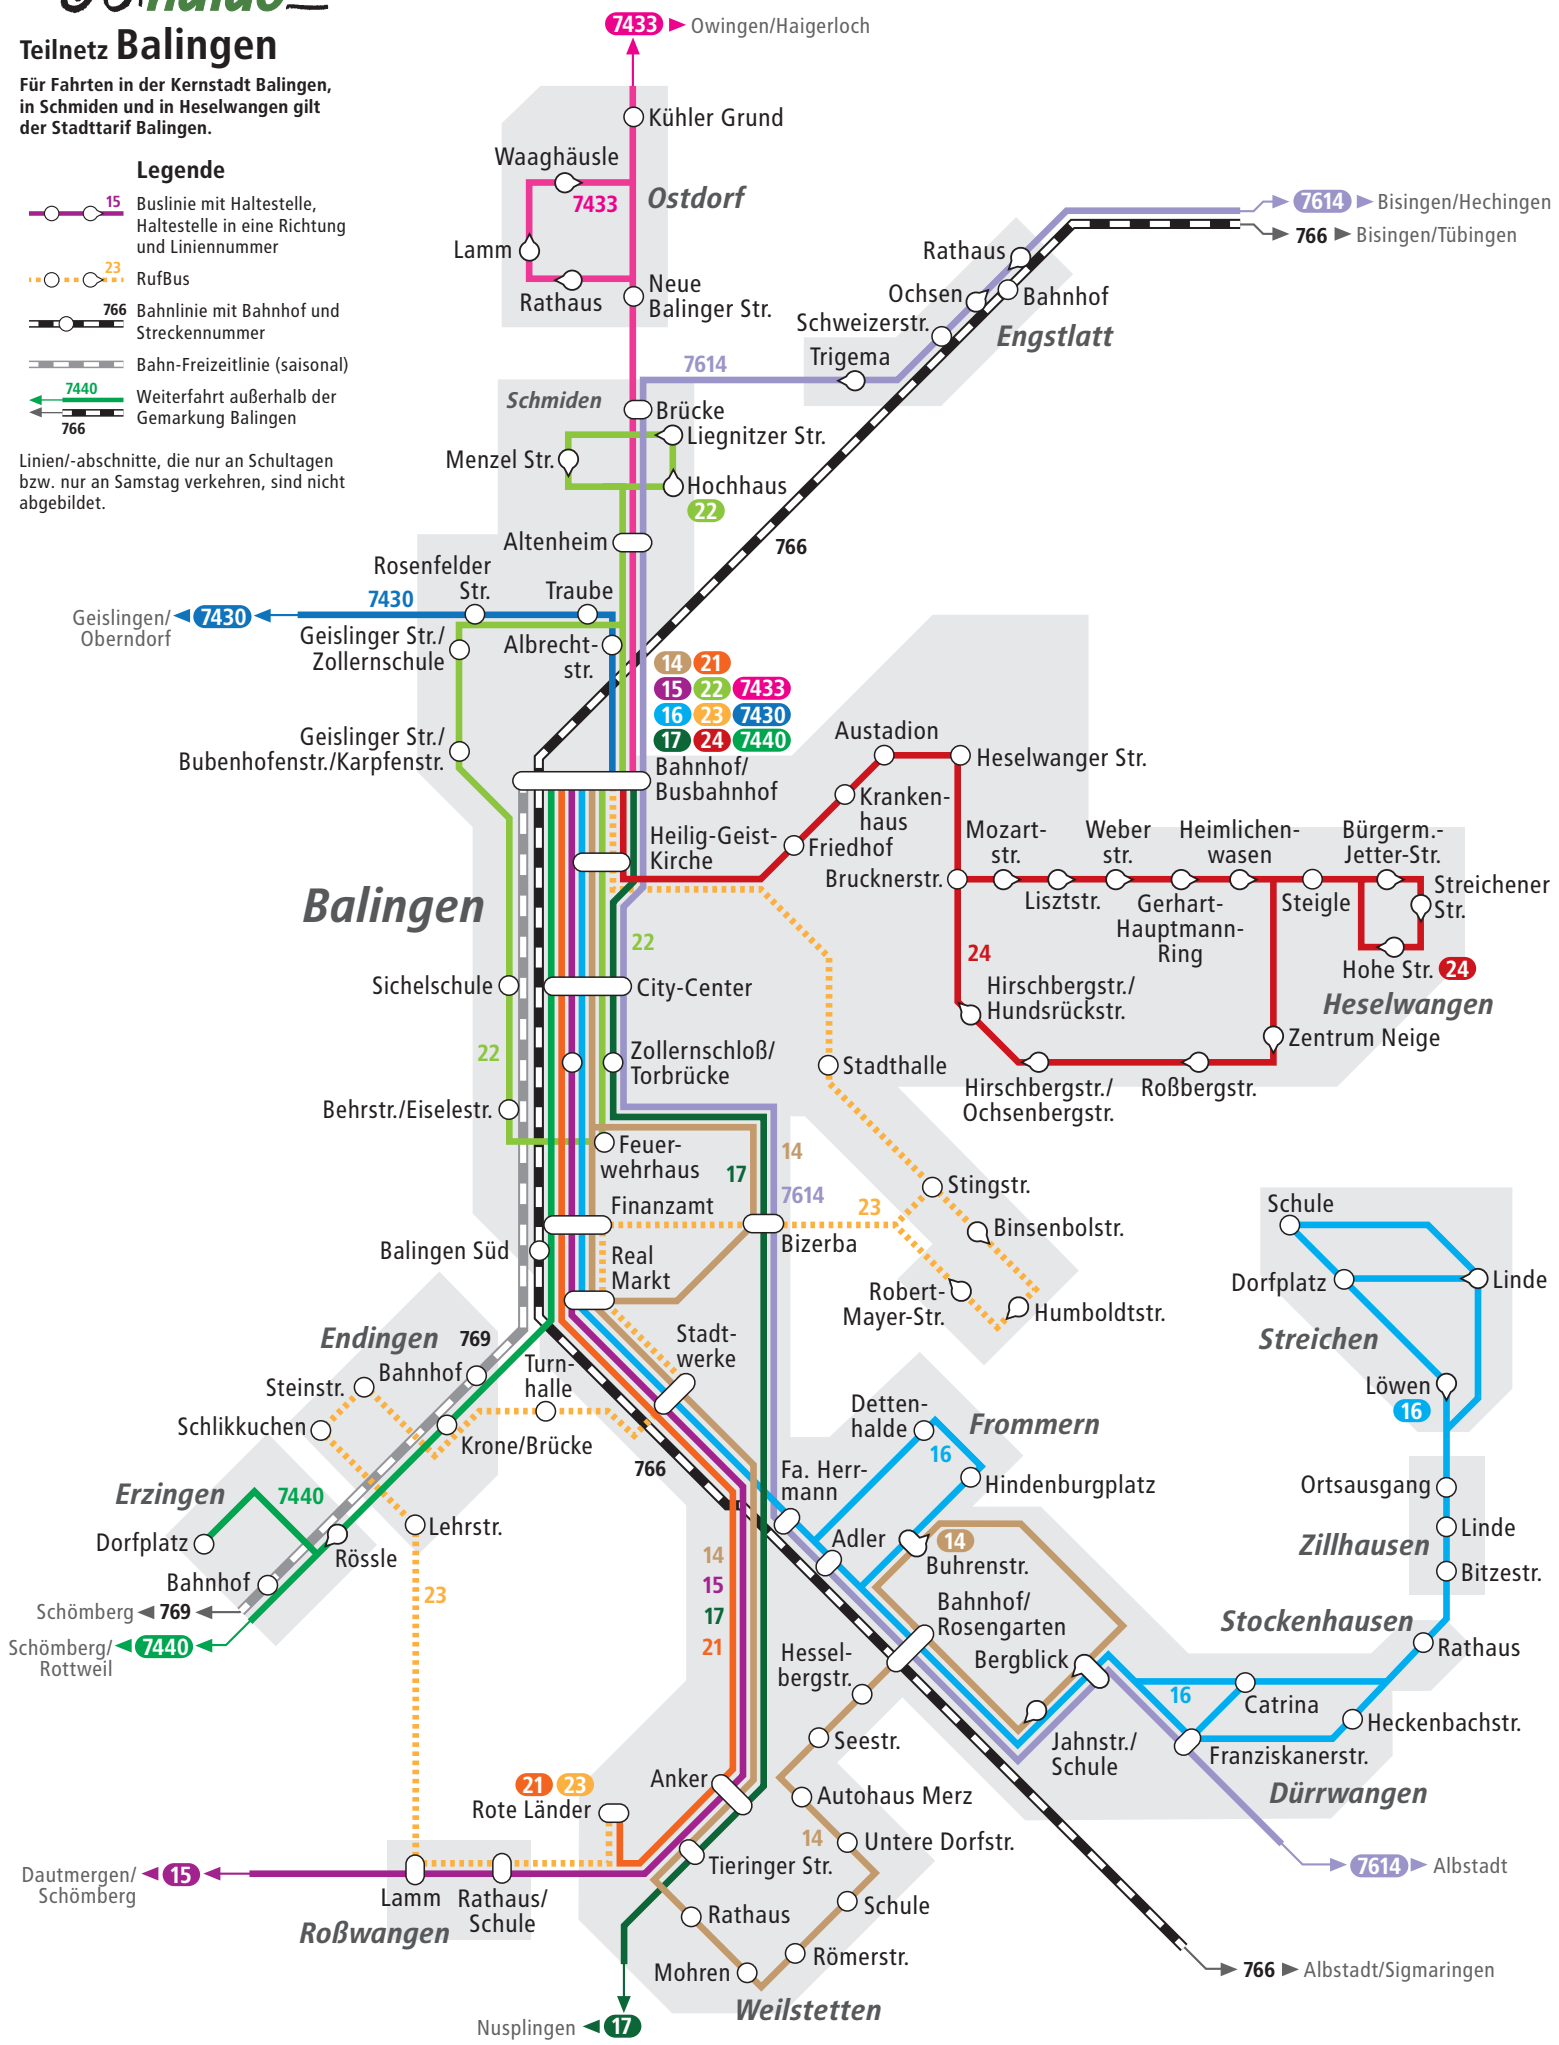 naldo
Teilnetz Balingen
Für Fahrten in der Kernstadt Balingen,
in Schmiden und in Heselwangen gilt
der Stadttarif Balingen.
Legende
15
Buslinie mit Haltestelle,
Haltestelle in eine Richtung
und Liniennummer
23
RufBus
766
Bahnlinie mit Bahnhof und
Streckennummer
Bahn-Freizeitlinie (saisonal)
7440
766
Weiterfahrt außerhalb der
Gemarkung Balingen
Linien/-abschnitte, die nur an Schultagen
bzw. nur an Samstag verkehren, sind nicht
abgebildet.
7433
Owingen/Haigerloch
Kühler Grund
Waaghäusle
7433
Ostdorf
Lamm
Rathaus
Neue
Balinger Str.
7614
Bisingen/Hechingen
766
Bisingen/Tübingen
Rathaus
Ochsen
Bahnhof
Schweizerstr.
Engstlatt
Trigema
7614
Schmiden
Brücke
Liegnitzer Str.
Menzel Str.
Hochhaus
22
Altenheim
766
Rosenfelder
Str.
Traube
7430
Geislingen/
Oberndorf
7430
Geislinger Str./
Zollernschule
Albrecht-
str.
14 21
15 22 7433
16 23 7430
17 24 7440
Geislinger Str./
Bubenhofenstr./Karpfenstr.
Bahnhof/
Busbahnhof
Austadion
Heselwanger Str.
Kranken-
haus
Heilig-Geist-
Kirche
Friedhof
Brucknerstr.
Mozart-
str.
Weber
str.
Heimlichen-
wasen
Bürgerm.-
Jetter-Str.
Lisztstr.
Gerhart-
Hauptmann-
Ring
Steigle
Streichener
Str.
Hohe Str. 24
Heselwangen
Balingen
22
24
Hirschbergstr./
Hundsrückstr.
Zentrum Neige
Hirschbergstr./
Ochsenbergstr.
Roßbergstr.
Sichelschule
City-Center
22
Zollernschloß/
Torbrücke
Stadthalle
Behrstr./Eiselestr.
Feuer-
wehrhaus
17
14
7614
Stingstr.
Finanzamt
23
Bizerba
Binsenbolstr.
Balingen Süd
Real
Markt
Robert-
Mayer-Str.
Humboldtstr.
Schule
Dorfplatz
Linde
Streichen
Löwen
16
Endingen
769
Stadt-
werke
Steinstr.
Bahnhof
Turn-
halle
Schlikkuchen
Krone/Brücke
766
Detten-
halde
Frommern
16
Hindenburgplatz
Fa. Herr-
mann
Ortsausgang
Linde
Zillhausen
Bitzestr.
Erzingen
7440
Dorfplatz
Lehrstr.
Rössle
Bahnhof
Schömberg
769
Schömberg/
Rottweil
7440
23
Adler
14
Buhrenstr.
14
15
17
21
Bahnhof/
Rosengarten
Stockenhausen
Rathaus
Hessel-
bergstr.
Bergblick
16
Catrina
Heckenbachstr.
Seestr.
Jahnstr./
Schule
Franziskanerstr.
Dürrwangen
Anker
21 23
Rote Länder
Autohaus Merz
14
Untere Dorfstr.
Tieringer Str.
7614
Albstadt
Dautmergen/
Schömberg
15
Lamm
Rathaus/
Schule
Roßwangen
Rathaus
Schule
Römerstr.
Mohren
766
Albstadt/Sigmaringen
Weilstetten
Nusplingen
17